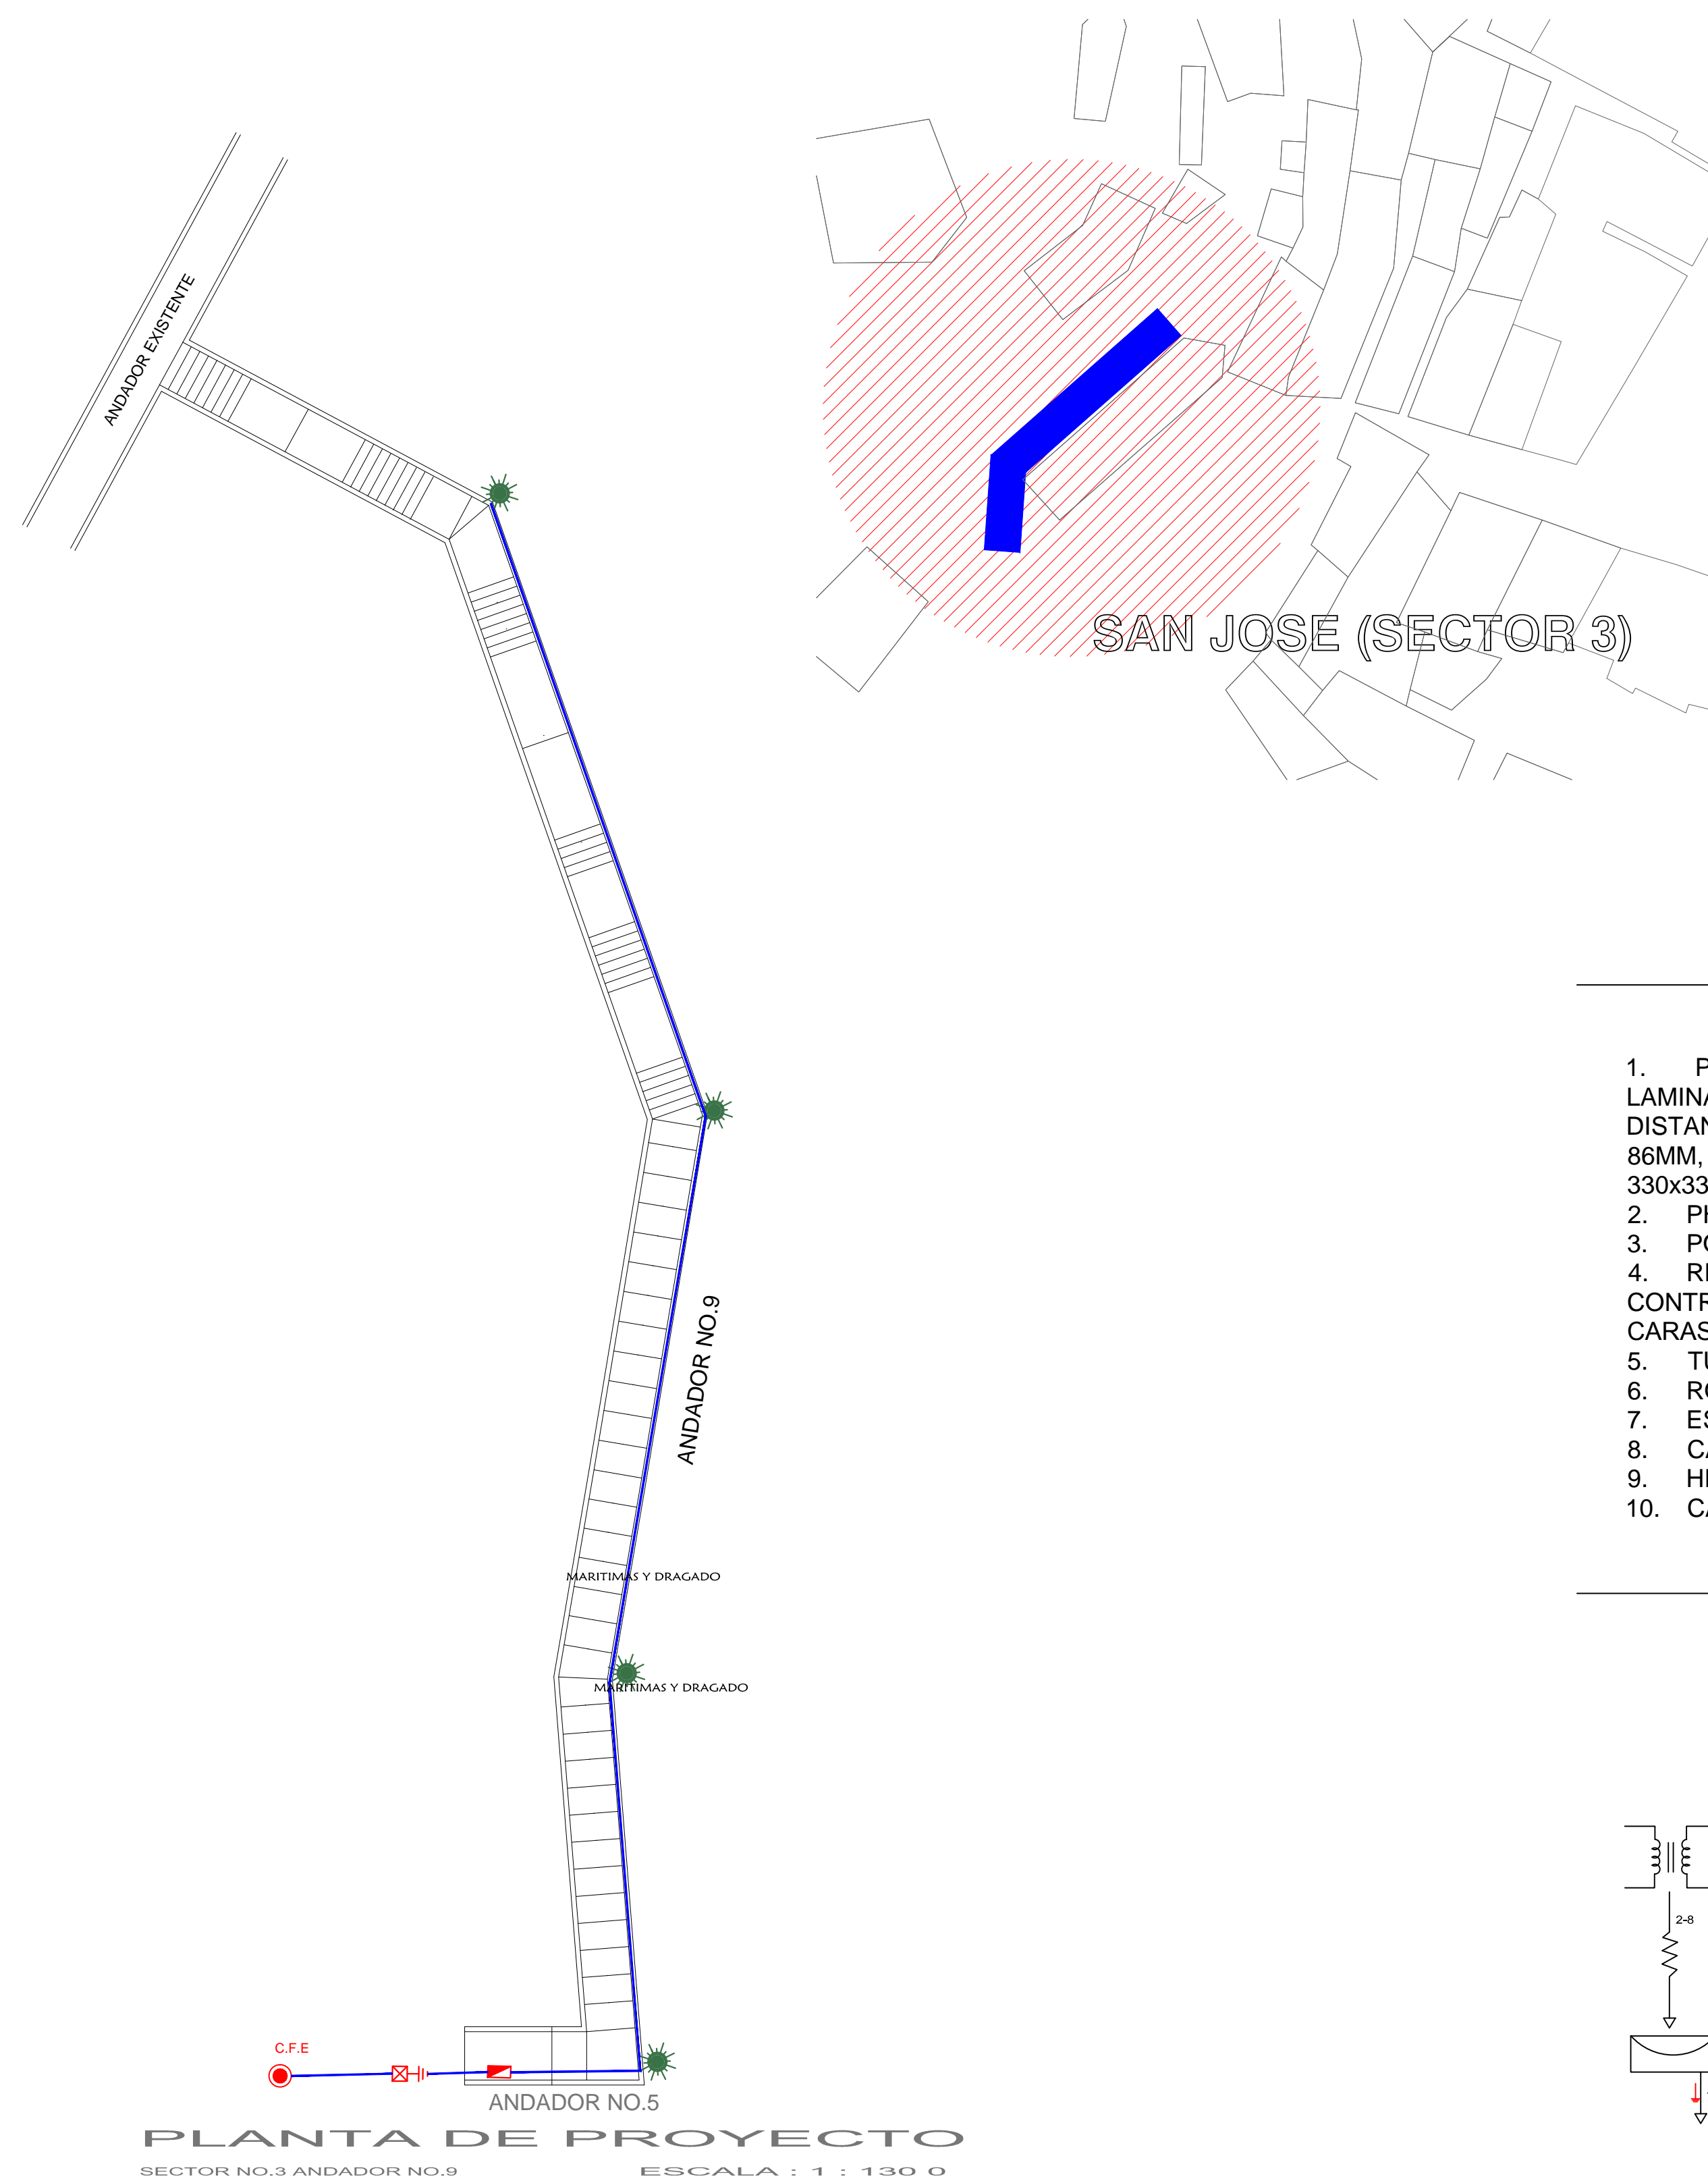 ANDADOR EXISTENTE
SAN JOSE (SECTOR 3)
1.
LAMINA
DISTAN
86MM,
330x33
2.
3.
4.
CONTR
CARAS
5.
6.
7.
8.
9.
10.
ANDADOR NO.9
MARITIMAS Y DRAGADO
MARITIMAS Y DRAGADO
2-8
C.F.E
ANDADOR NO.5
PLANTA DE PROYECTO
SECTOR NO.3 ANDADOR NO.9
ESCALA : 1 : 130 0